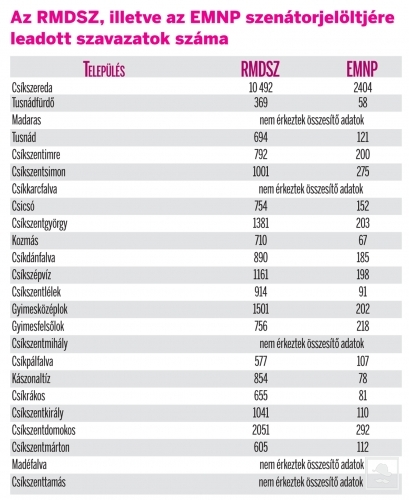 Az RMDSZ, illetve az EMNP szenátorjelöltjére
leadott szavazatok száma
TELEPÜLÉS RMDSZ EMNP
Csíkszereda 10 492 2404
Tusnádfürdő 369 58
Madaras nem érkeztek összesítő adatok
Tusnád 694 121
Csíkszentimre 792 200
Csíkszentsimon 1001 275
Csíkkarcfalva nem érkeztek összesítő adatok
Csicsó 754 152
Csíkszentgyörgy 1381 203
Kozmás 710 67
Csíkdánfalva 890 185
Csíkszépvíz 1161 198
Csíkszentlélek 914 91
Gyimesközéplok 1501 202
Gyimesfelsőlok 756 218
Csíkszentmihály nem érkeztek összesítő adatok
Csíkpálfalva 577 107
Kászonaltíz 854 78
Csíkrákos 655 81
Csíkszentkirály 1041 110
Csíkszentdomokos 2051 292
Csíkszentmárton 605 112
Madéfalva nem érkeztek összesítő adatok
Csíkszenttamás nem érkeztek összesítő adatok